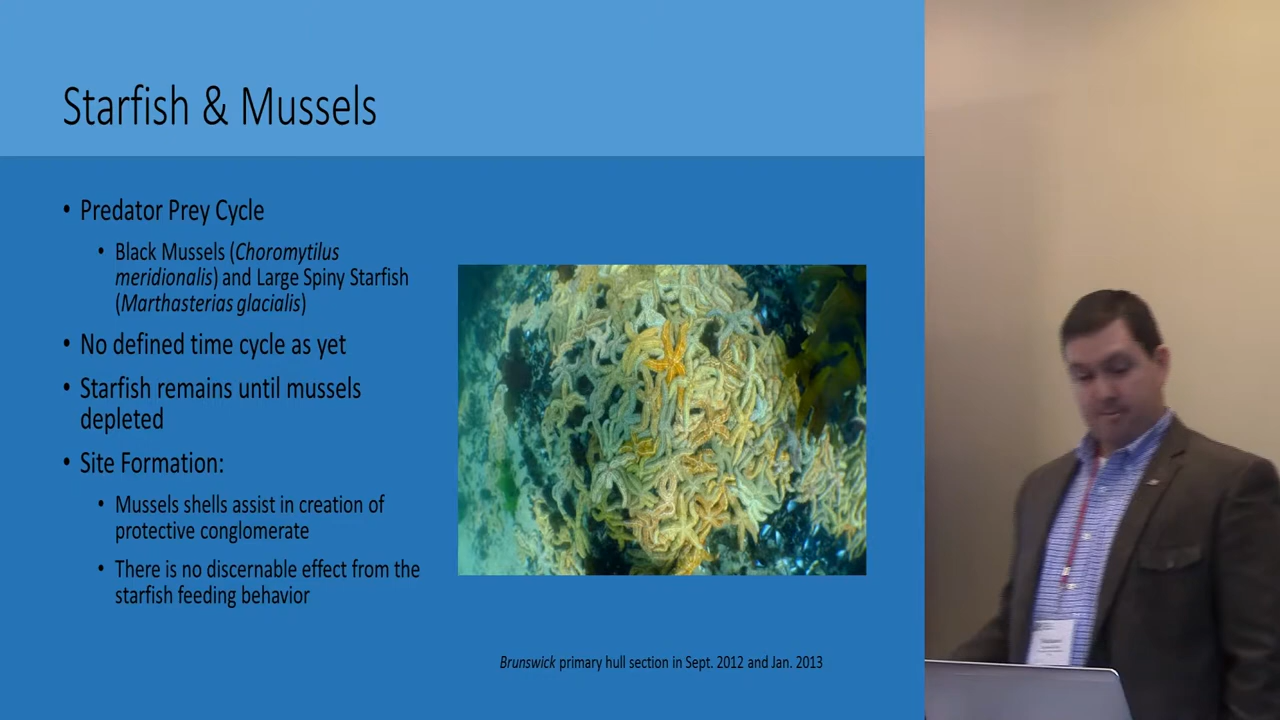 Starfish & Mussels
• Predator Prey Cycle
• Black Mussels (Choromytilus
meridionalis) and Large Spiny Starfish
(Marthasterias glacialis)
• No defined time cycle as yet
• Starfish remains until mussels
depleted
• Site Formation:
• Mussels shells assist in creation of
protective conglomerate
• There is no discernable effect from the
starfish feeding behavior
Brunswick primary hull section in Sept. 2012 and Jan. 2013